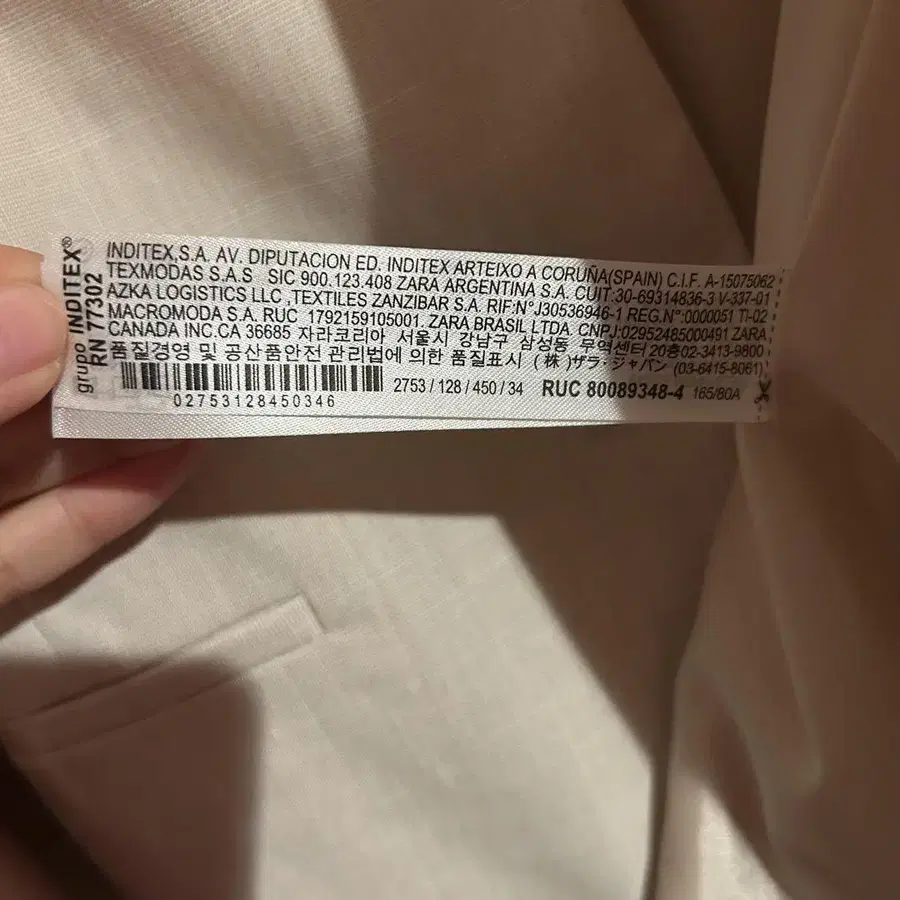 grupo INDITEX®
RN 77302
INDITEX,S.A. AV. DIPUTACION ED. INDITEX ARTEIXO A CORUÑA(SPAIN) C.I.F. A-15075062
TEXMODAS S.A.S SIC 900.123.408 ZARA ARGENTINA S.A. CUIT:30-69314836-3 V-337-01
AZKA LOGISTICS LLC ,TEXTILES ZANZIBAR S.A. RIF:N°J30536946-1 REG.N°:0000051 TI-02
MACROMODA S.A. RUC 1792159105001. ZARA BRASIL LTDA. CNPJ:02952485000491 ZARA
CANADA INC.CA 36685 자라코리아 서울시 강남구 삼성동 무역센터 20층02-3413-9800
품질경영 및 공산품안전 관리법에 의한 품질표시 (株)ザラ・ジャパン (03-6415-8061)
2753 / 128 / 450 / 34 RUC 80089348-4 165/80A
02753128450346